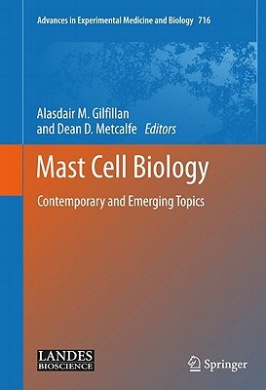 Advances in Experimental Medicine and Biology 716
Alasdair M. Gilfillan
and Dean D. Metcalfe Editors
Mast Cell Biology
Contemporary and Emerging Topics
LANDES
BIOSCIENCE
Springer